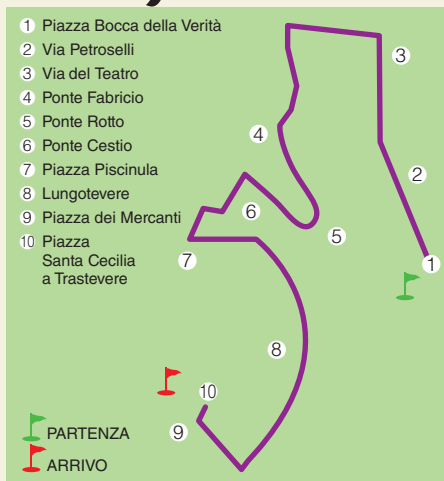 1 Piazza Bocca della Verità
2 Via Petroselli
3 Via del Teatro
4 Ponte Fabricio
5 Ponte Rotto
6 Ponte Cestio
7 Piazza Piscinula
8 Lungotevere
9 Piazza dei Mercanti
10 Piazza
Santa Cecilia
a Trastevere
3
4
2
6
5
7
1
8
10
9
PARTENZA
ARRIVO